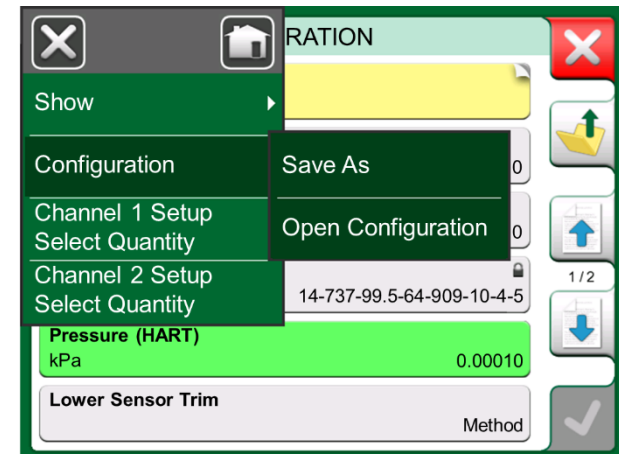 RATION
Show
Configuration
Save As
0
Channel 1 Setup
Select Quantity
Open Configuration
0
Channel 2 Setup
Select Quantity
14-737-99.5-64-909-10-4-5
1/2
Pressure (HART)
kPa
0.00010
Lower Sensor Trim
Method